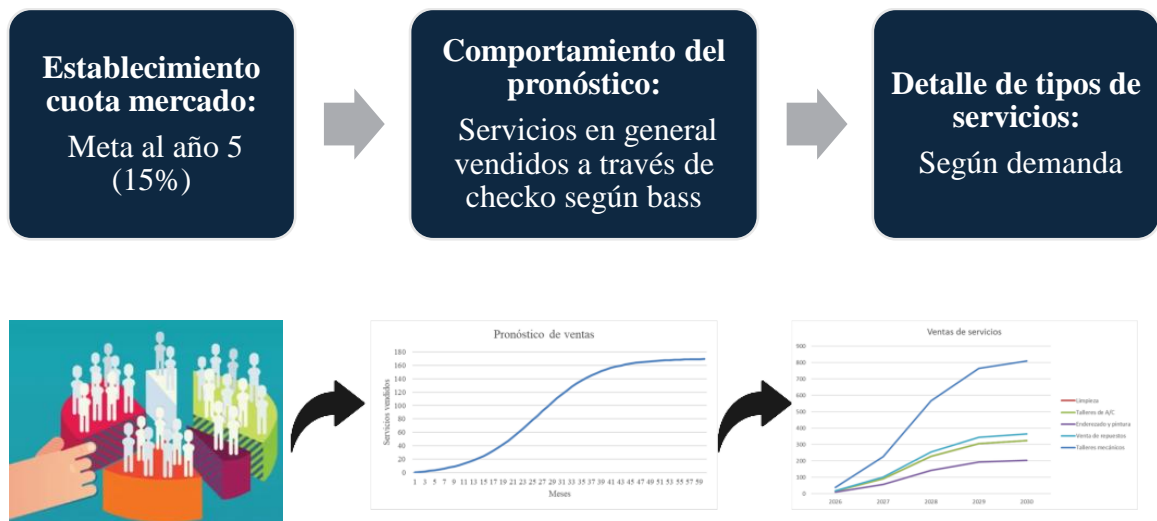 Establecimiento
cuota mercado:
Meta al año 5
(15%)
Comportamiento del
pronóstico:
Servicios en general
vendidos a través de
checko según bass
Detalle de tipos de
servicios:
Según demanda
Pronóstico de ventas
180
160
140
120
100
80
60
40
20
0
Servicios vendidos
1 3 5 7 9 11 13 15 17 19 21 23 25 27 29 31 33 35 37 39 41 43 45 47 49 51 53 55 57 59
Meses
Ventas de servicios
900
800
700
600
500
400
300
200
100
0
2026 2027 2028 2029 2030
Limpieza
Talleres de A/C
Enderezado y pintura
Venta de repuestos
Talleres mecánicos